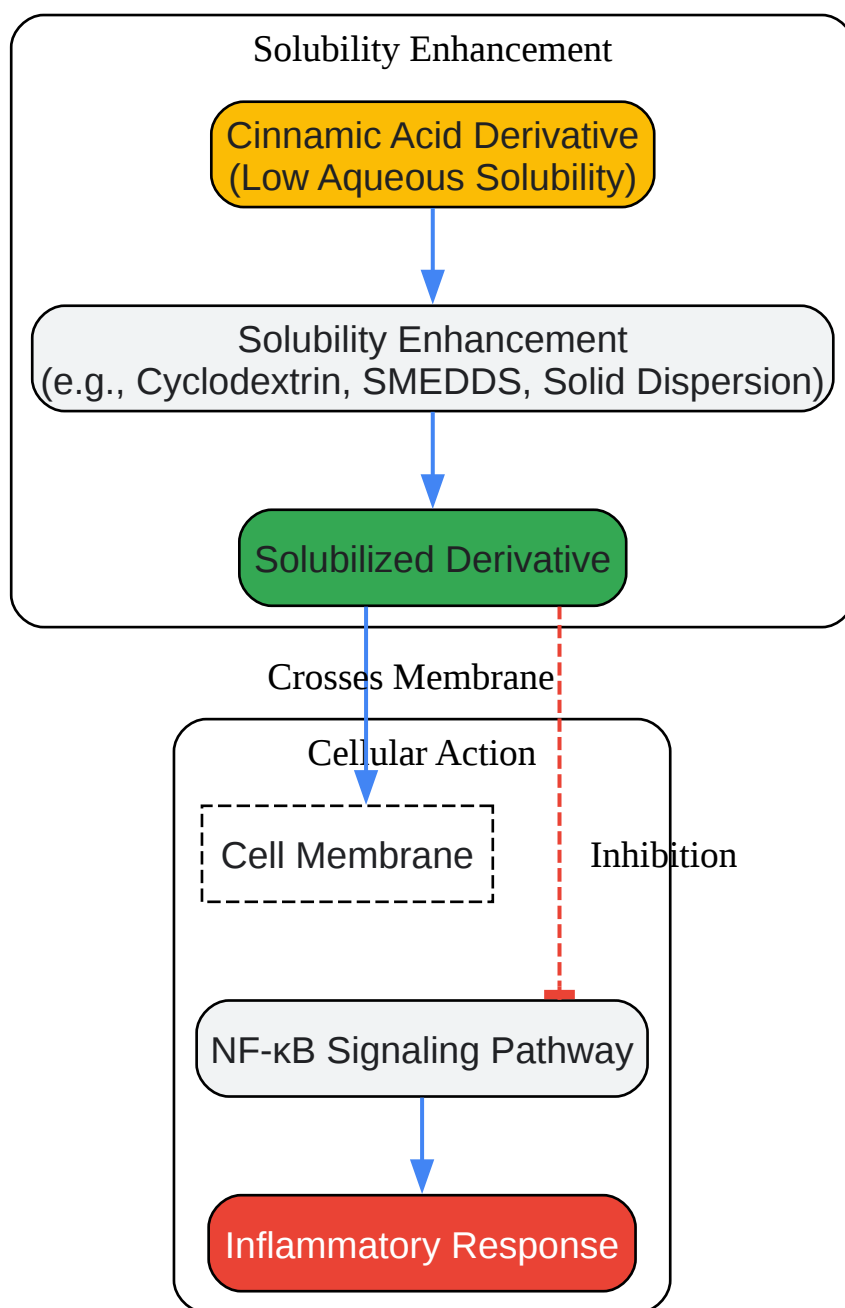 Solubility Enhancement
Cinnamic Acid Derivative
(Low Aqueous Solubility)
Solubility Enhancement
(e.g., Cyclodextrin, SMEDDS, Solid Dispersion)
Solubilized Derivative
Crosses Membrane
Cellular Action
Cell Membrane
Inhibition
NF-κB Signaling Pathway
Inflammatory Response